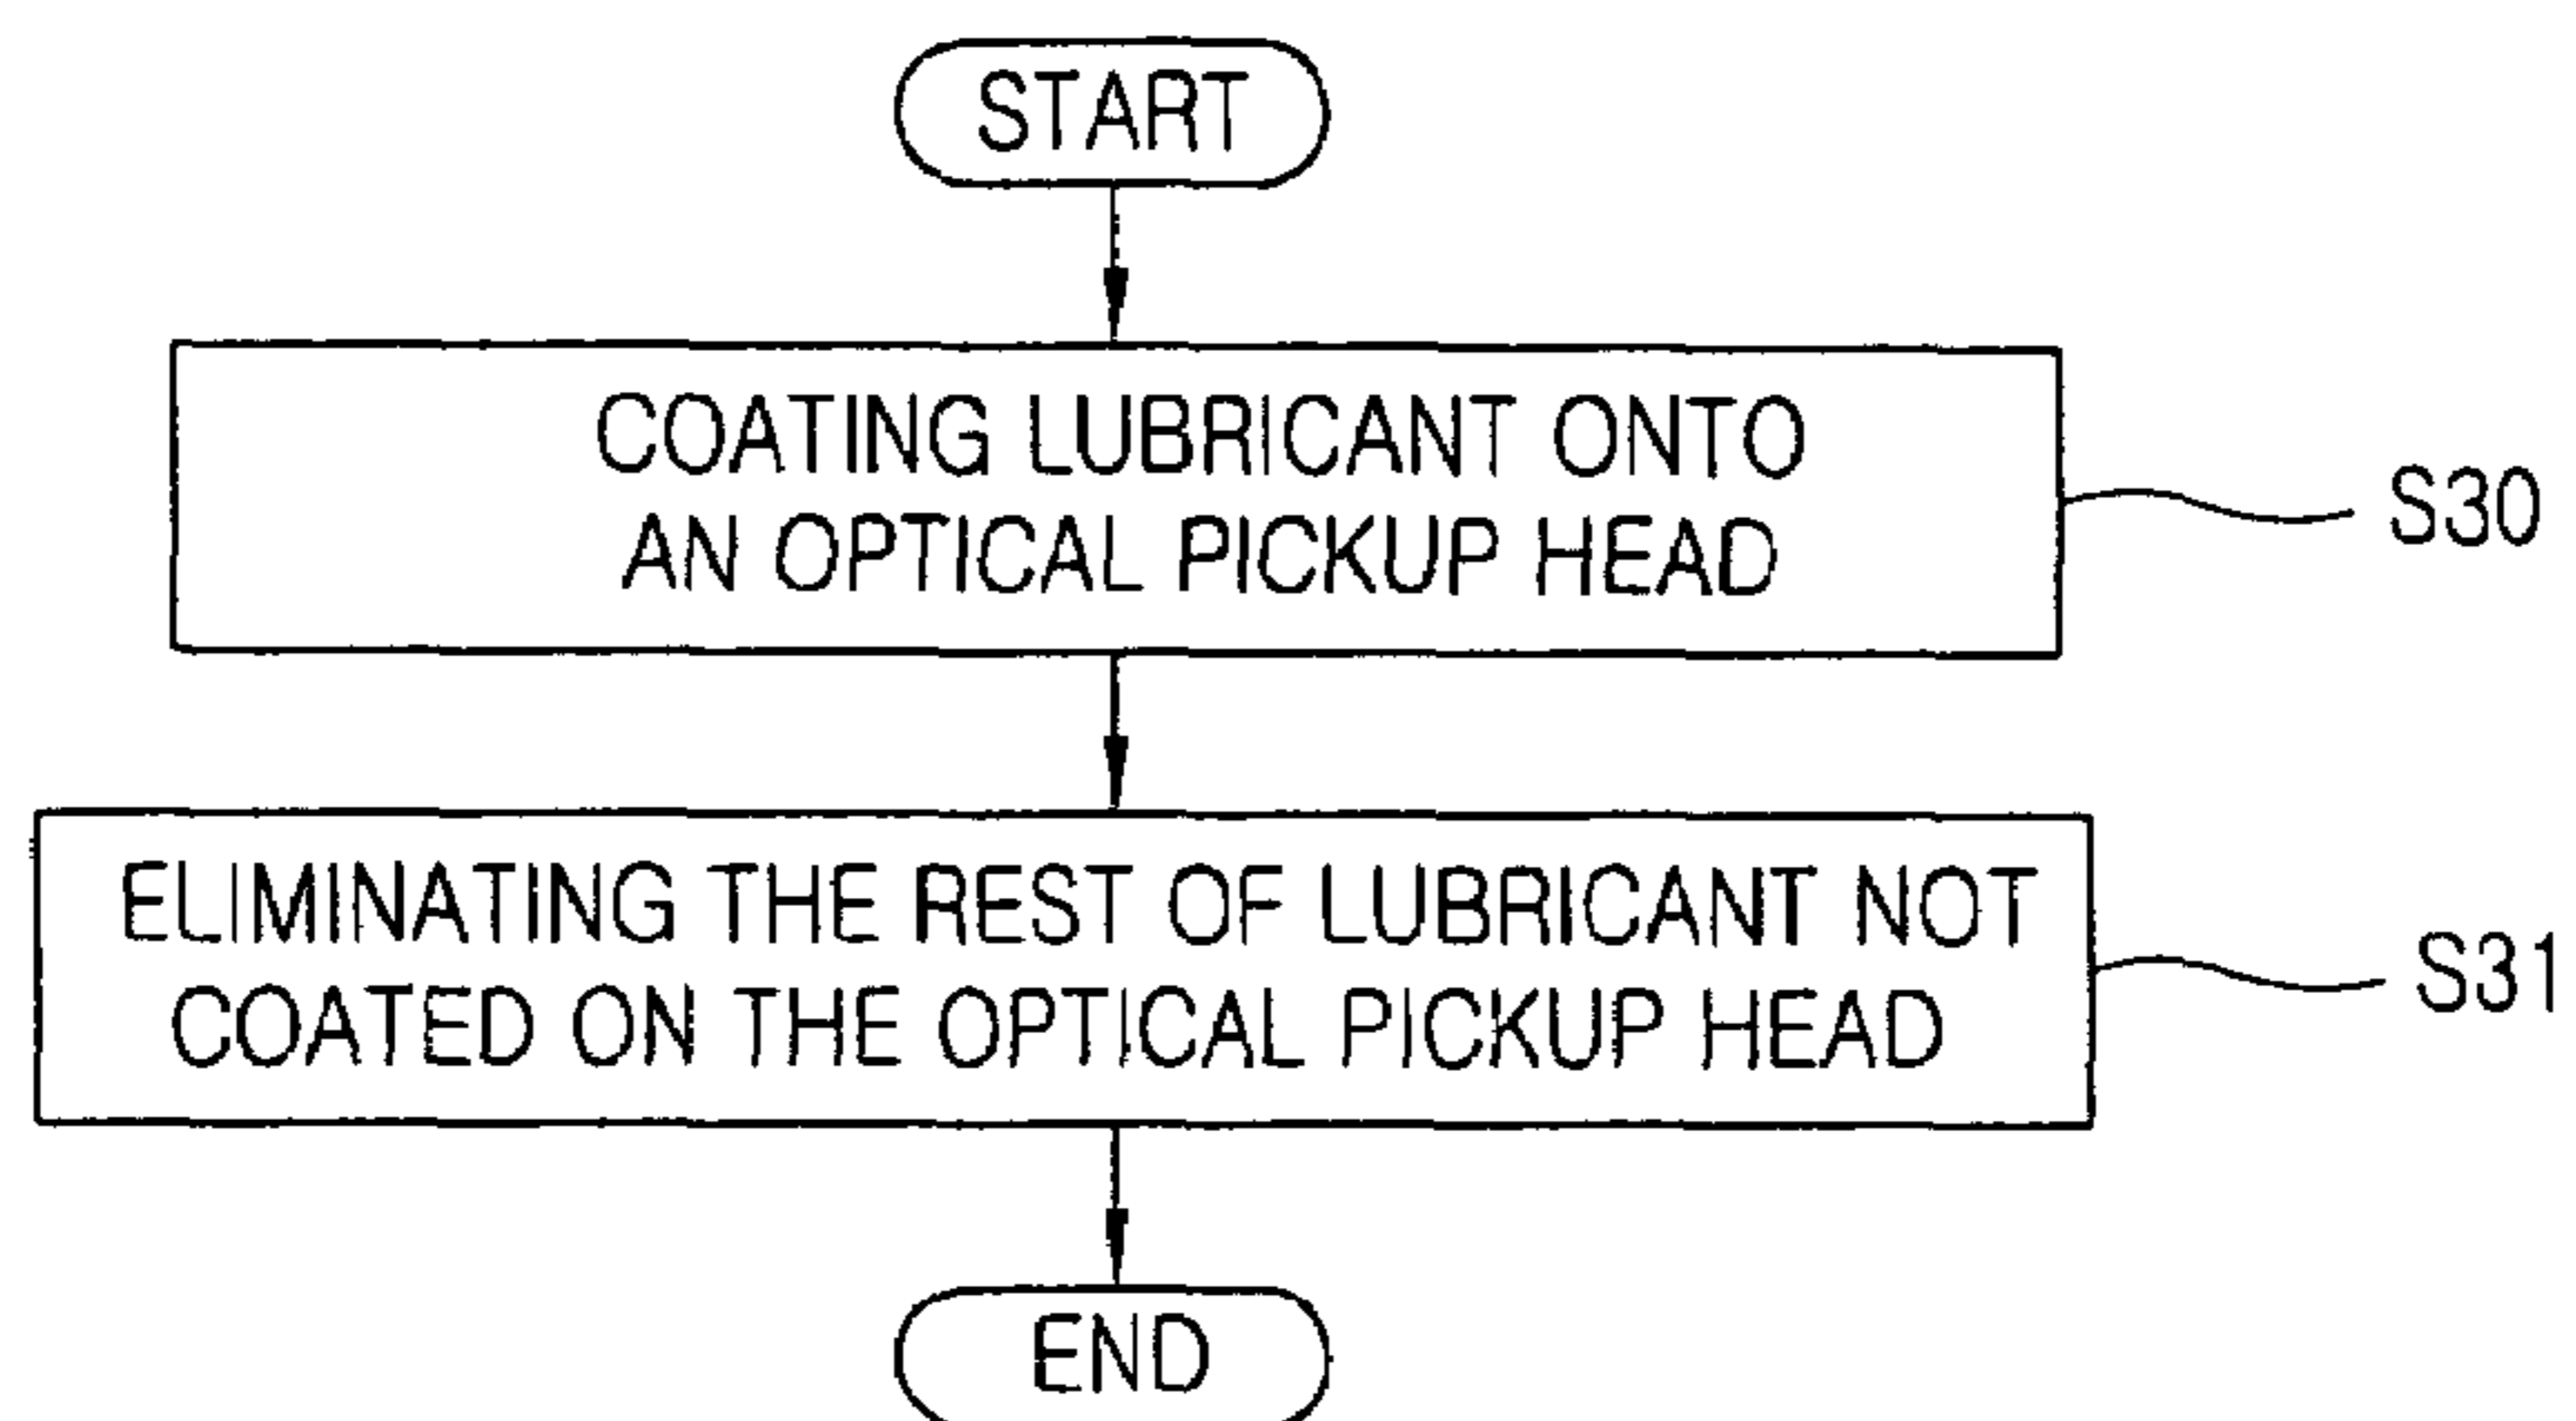 START
COATING LUBRICANT ONTO
AN OPTICAL PICKUP HEAD
S30
ELIMINATING THE REST OF LUBRICANT NOT
COATED ON THE OPTICAL PICKUP HEAD
S31
END